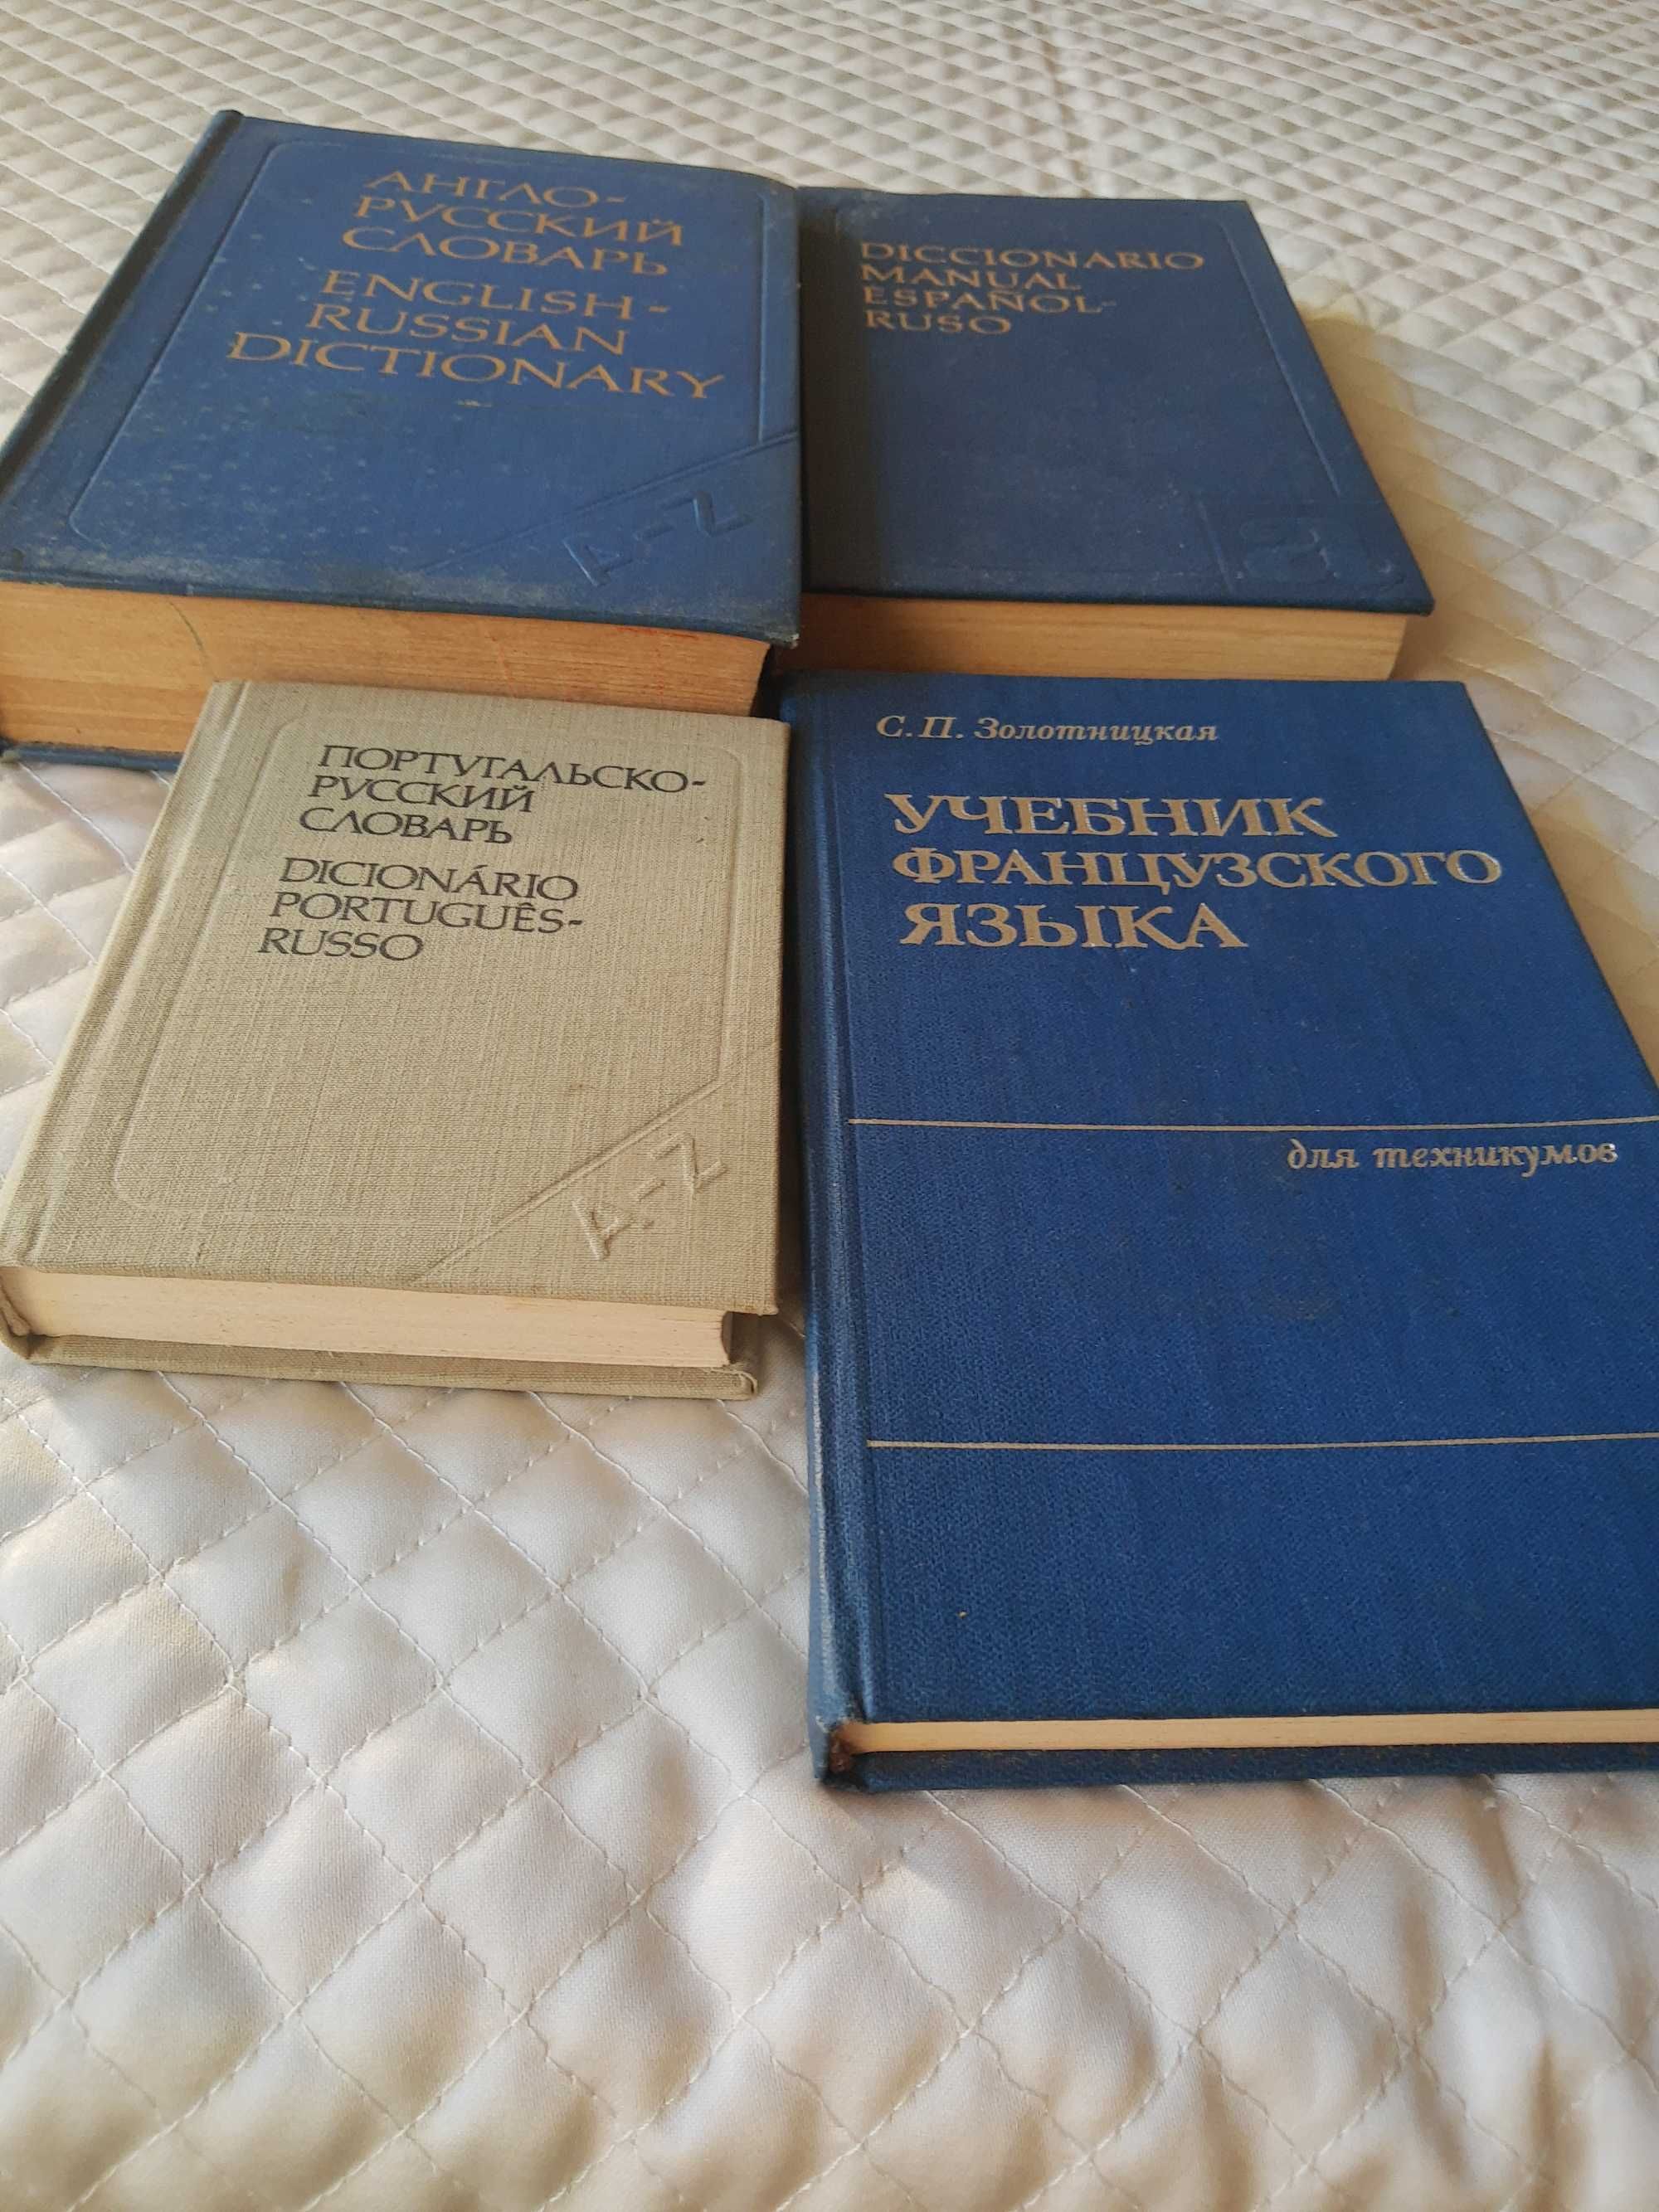 АНГЛО-
РУССКИЙ
СЛОВАРЬ
ENGLISH-
RUSSIAN
DICTIONARY
A-Z
DICCIONARIO
MANUAL
ESPAÑOL-
RUSO
a
ПОРТУГАЛЬСКО-
РУССКИЙ
СЛОВАРЬ
DICIONÁRIO
PORTUGUÊS-
RUSSO
A-Z
С. П. Золотницкая
УЧЕБНИК
ФРАНЦУЗСКОГО
ЯЗЫКА
для техникумов